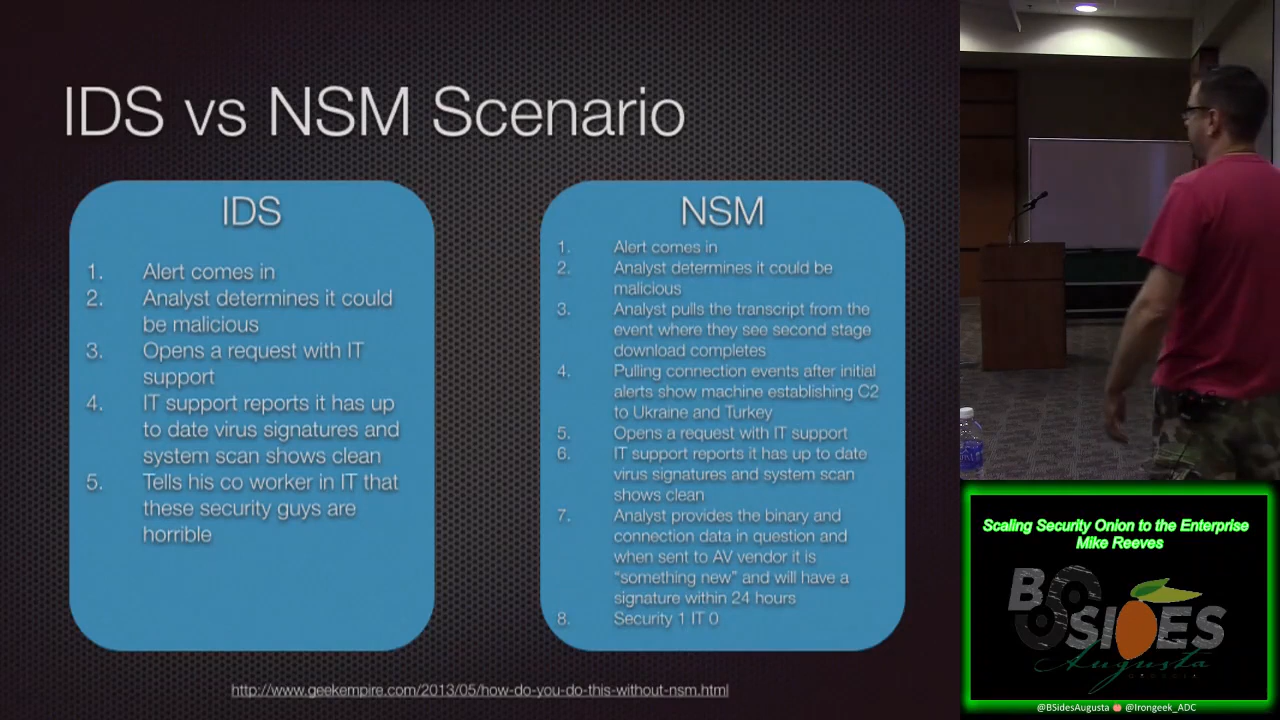 IDS vs NSM Scenario
IDS
1. Alert comes in
2. Analyst determines it could
be malicious
3. Opens a request with IT
support
4. IT support reports it has up
to date virus signatures and
system scan shows clean
5. Tells his co worker in IT that
these security guys are
horrible
NSM
1. Alert comes in
2. Analyst determines it could be
malicious
3. Analyst pulls the transcript from the
event where they see second stage
download completes
4. Pulling connection events after initial
alerts show machine establishing C2
to Ukraine and Turkey
5. Opens a request with IT support
6. IT support reports it has up to date
virus signatures and system scan
shows clean
7. Analyst provides the binary and
connection data in question and
when sent to AV vendor it is
“something new” and will have a
signature within 24 hours
8. Security 1 IT 0
http://www.geekempire.com/2013/05/how-do-you-do-this-without-nsm.html
Scaling Security Onion to the Enterprise
Mike Reeves
BSIDES
Augusta
@BSidesAugusta @Irongeek_ADC